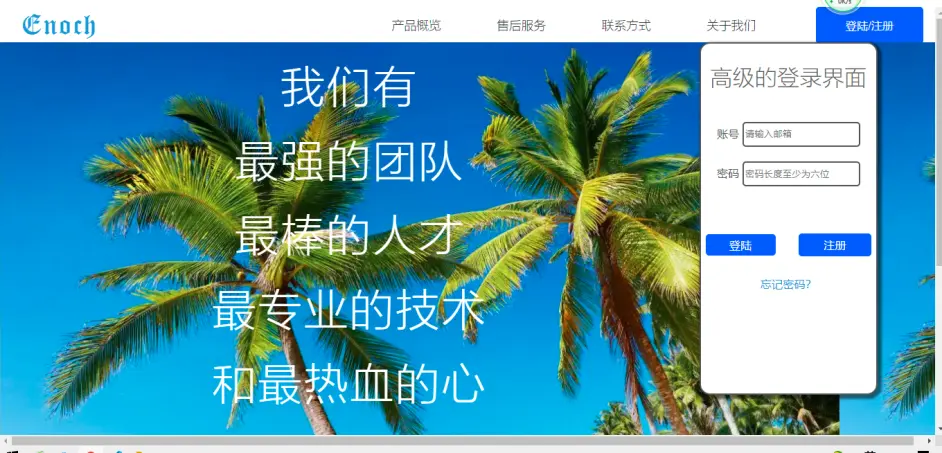 Enoch
产品概览
售后服务
联系方式
关于我们
登陆/注册
我们有
最强的团队
最棒的人才
最专业的技术
和最热血的心
高级的登录界面
账号 请输入邮箱
密码 密码长度至少为六位
登陆
注册
忘记密码?